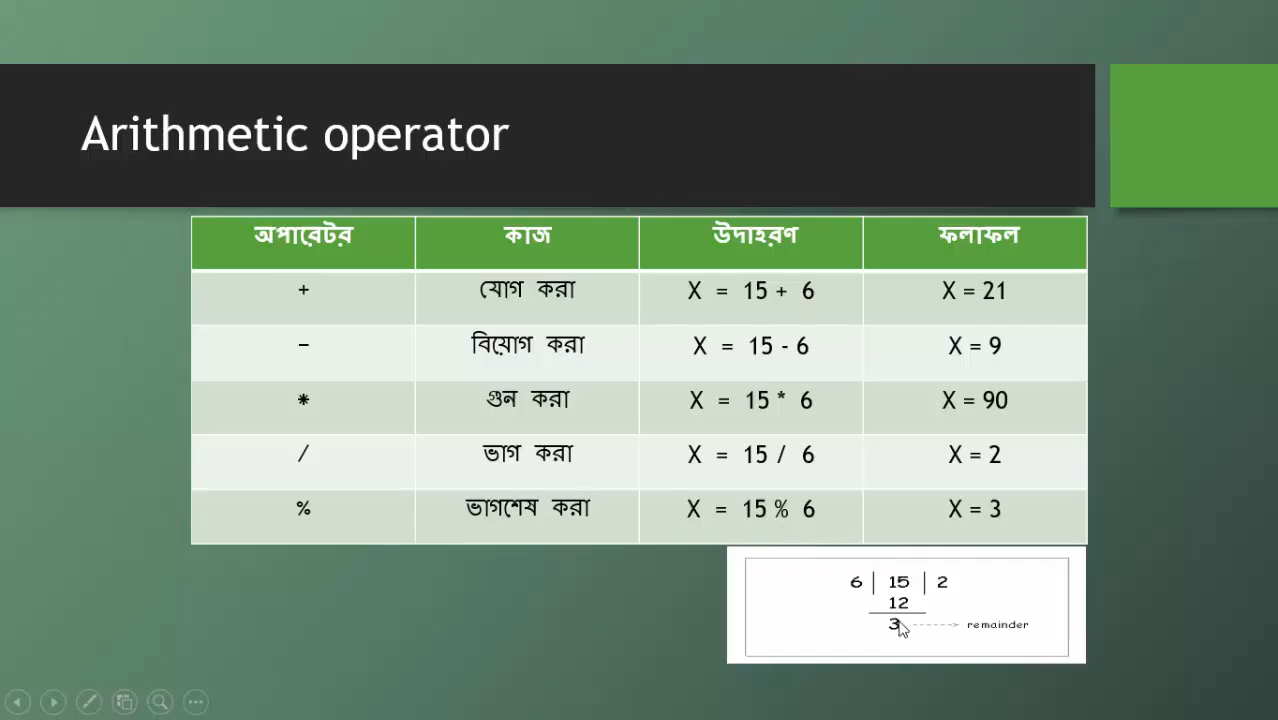 Arithmetic operator
অপারেটর কাজ উদাহরণ ফলাফল
+ যোগ করা X = 15 + 6 X = 21
− বিয়োগ করা X = 15 - 6 X = 9
* গুন করা X = 15 * 6 X = 90
/ ভাগ করা X = 15 / 6 X = 2
% ভাগশেষ করা X = 15 % 6 X = 3
6 | 15 | 2
12
3 -----> remainder